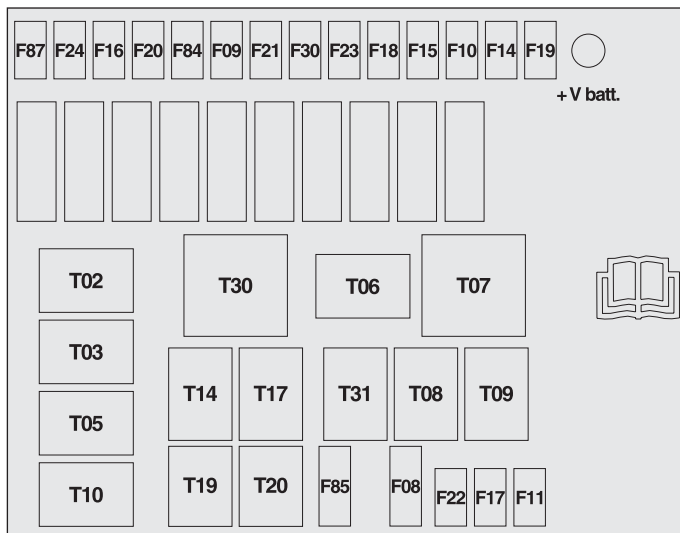 F87 F24 F16 F20 F84 F09 F21 F30 F23 F18 F15 F10 F14 F19
+ V batt.
T02 T30 T06 T07
T03
T14 T17 T31 T08 T09
T05
T10 T19 T20 F85 F08 F22 F17 F11